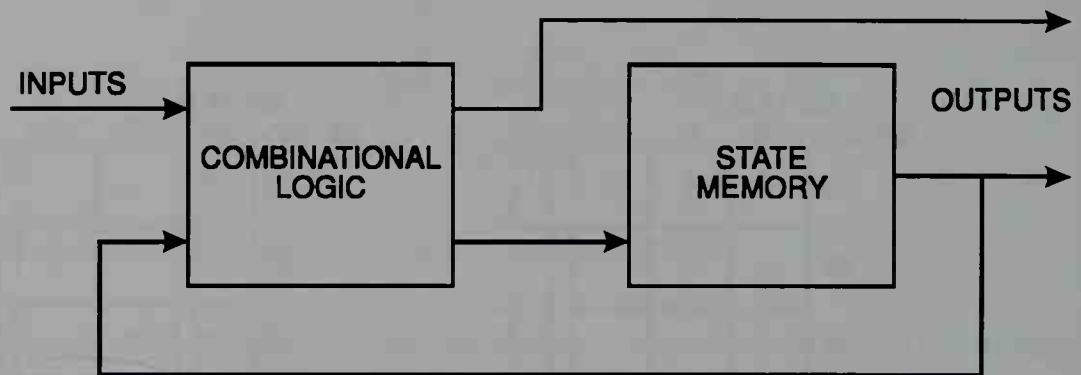 INPUTS
OUTPUTS
COMBINATIONAL
LOGIC
STATE
MEMORY